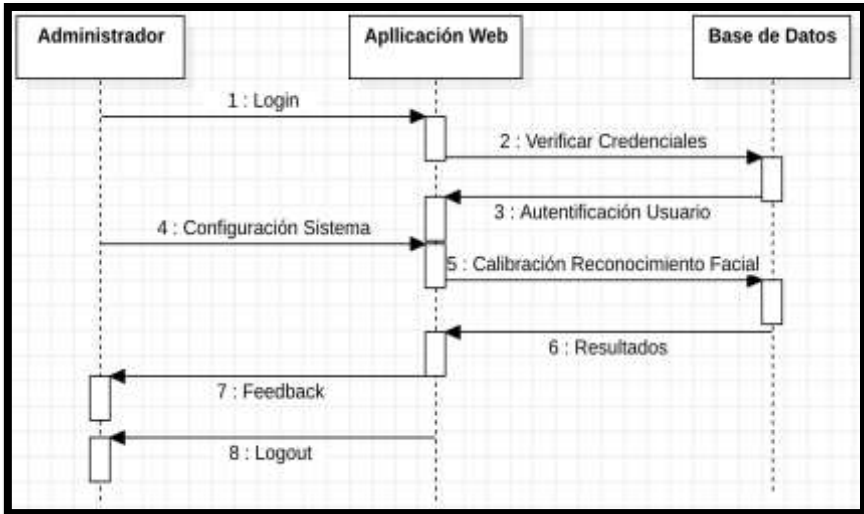 Administrador
Apllicación Web
Base de Datos
1 : Login
2 : Verificar Credenciales
3 : Autentificación Usuario
4 : Configuración Sistema
5 : Calibración Reconocimiento Facial
6 : Resultados
7 : Feedback
8 : Logout